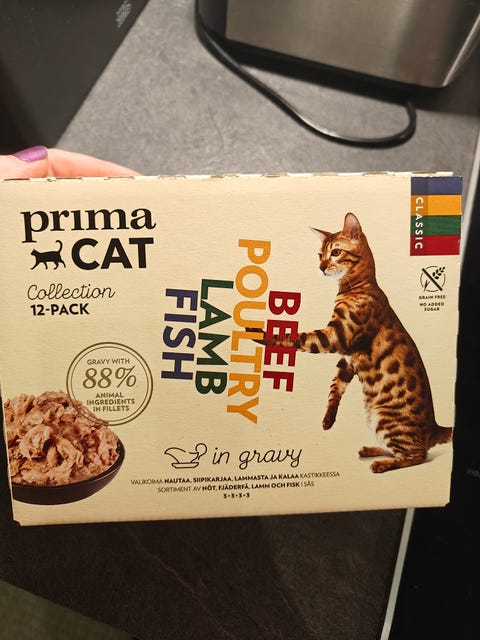 prima
CAT
Collection
12-PACK
GRAVY WITH
88%
ANIMAL
INGREDIENTS
IN FILLETS
FISH
LAMB
POULTRY
BEEF
CLASSIC
GRAIN FREE
NO ADDED
SUGAR
in gravy
VALIKOIMA NAUTAA, SIIPIKARJAA, LAMMASTA JA KALAA KASTIKKEESSA
SORTIMENT AV NÖT, FJÄDERFÄ, LAMM OCH FISK I SÅS
3+3+3+3